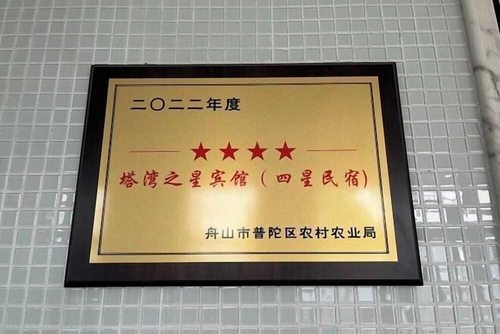 二〇二二年度
★★★★
塔湾之星宾馆（四星民宿）
舟山市普陀区农村农业局